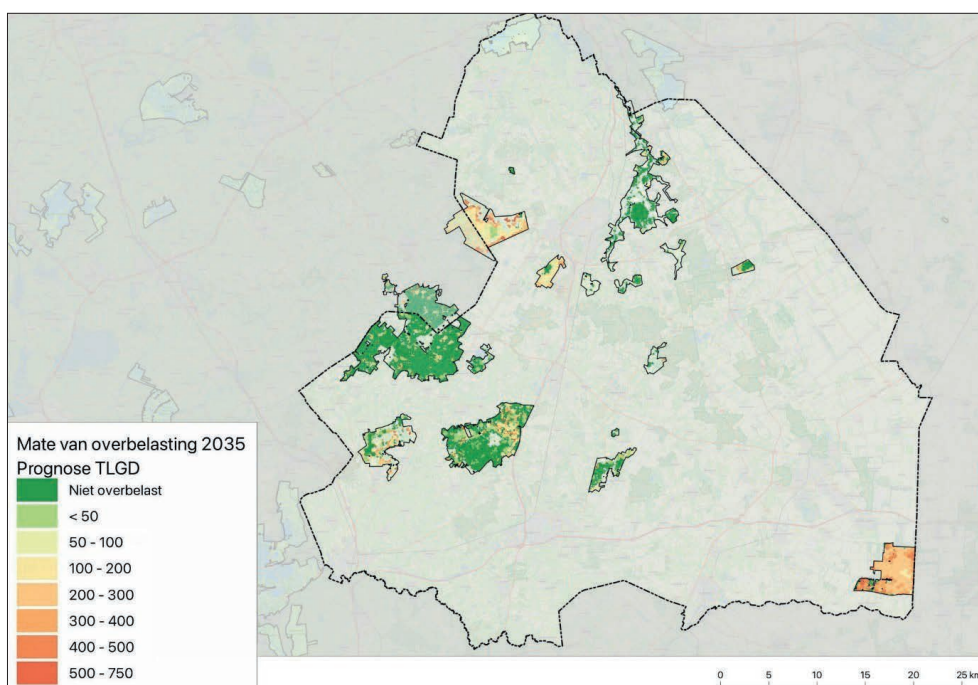 Mate van overbelasting 2035
Prognose TLGD
Niet overbelast
< 50
50 - 100
100 - 200
200 - 300
300 - 400
400 - 500
500 - 750
0 5 10 15 20 25 km